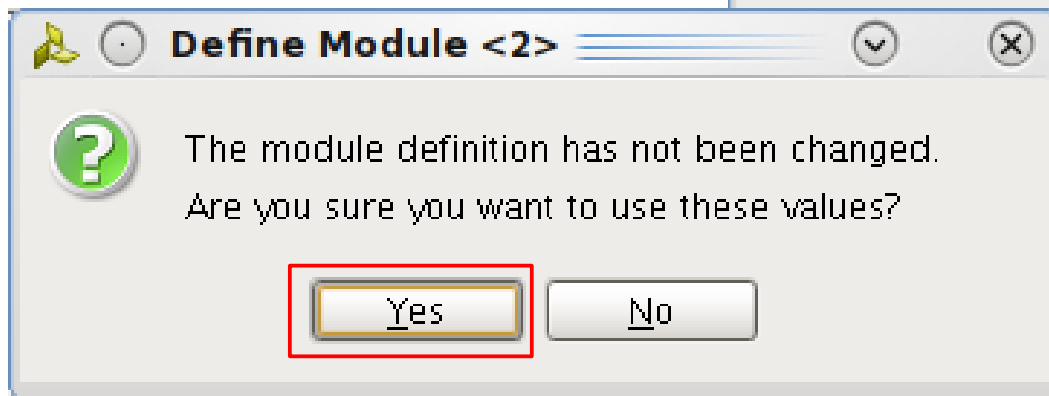 Define Module <2>
The module definition has not been changed.
Are you sure you want to use these values?
Yes
No